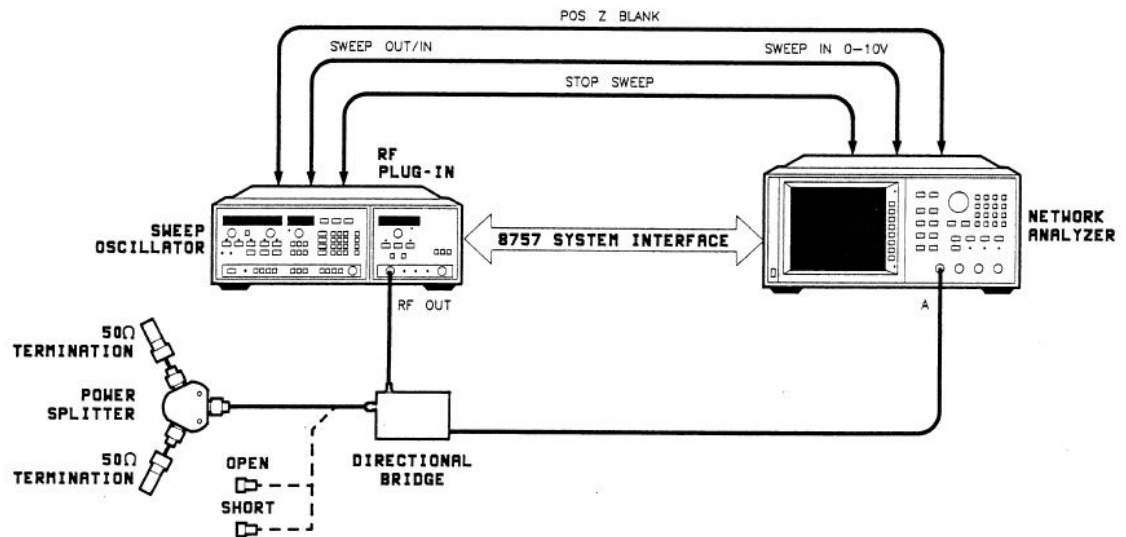 POS Z BLANK
SWEEP OUT/IN
SWEEP IN 0-10V
STOP SWEEP
RF
PLUG-IN
SWEEP
OSCILLATOR
8757 SYSTEM INTERFACE
NETWORK
ANALYZER
RF OUT
A
50Ω
TERMINATION
POWER
SPLITTER
50Ω
TERMINATION
OPEN
SHORT
DIRECTIONAL
BRIDGE